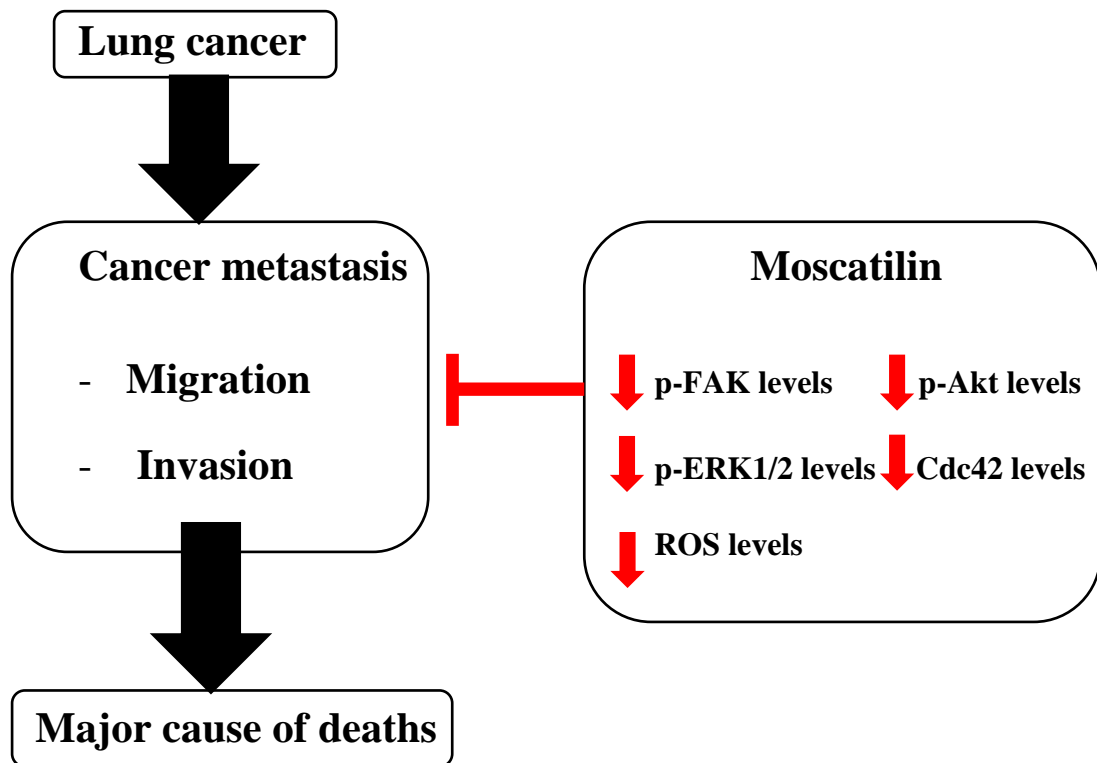 Lung cancer
Cancer metastasis
- Migration
- Invasion
Major cause of deaths
Moscatilin
p-FAK levels
p-Akt levels
p-ERK1/2 levels
Cdc42 levels
ROS levels